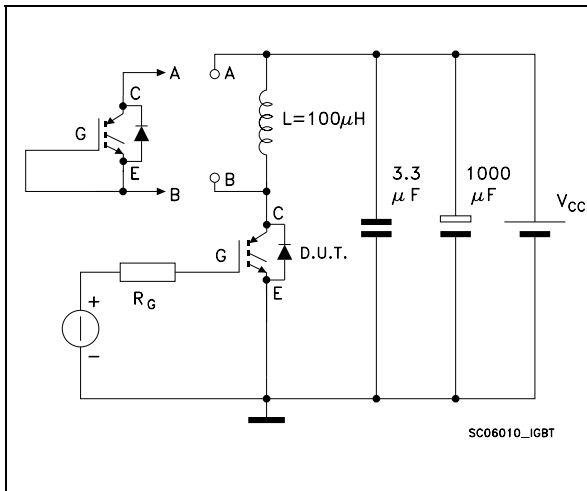 A
A
C
G
E
B
L=100μH
B
3.3
μF
1000
μF
VCC
C
G
D.U.T.
E
RG
+
-
SC06010_IGBT